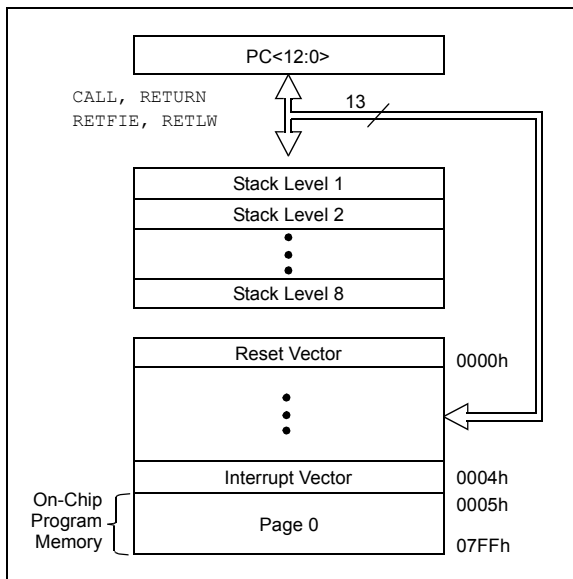 PC<12:0>
CALL, RETURN
RETFIE, RETLW
13
Stack Level 1
Stack Level 2
Stack Level 8
Reset Vector
0000h
Interrupt Vector
0004h
On-Chip
Program
Memory
Page 0
0005h
07FFh